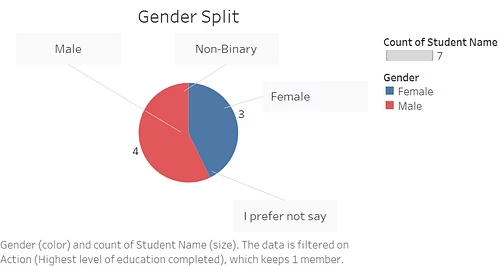 Gender Split
Male
Non-Binary
Female
3
4
I prefer not say
Count of Student Name
7
Gender
Female
Male
Gender (color) and count of Student Name (size). The data is filtered on
Action (Highest level of education completed), which keeps 1 member.